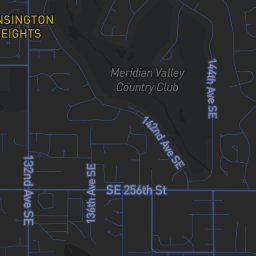 NSINGTON
EIGHTS
Meridian Valley
Country Club
144th Ave SE
142nd Ave SE
132nd Ave SE
136th Ave SE
SE 256th St